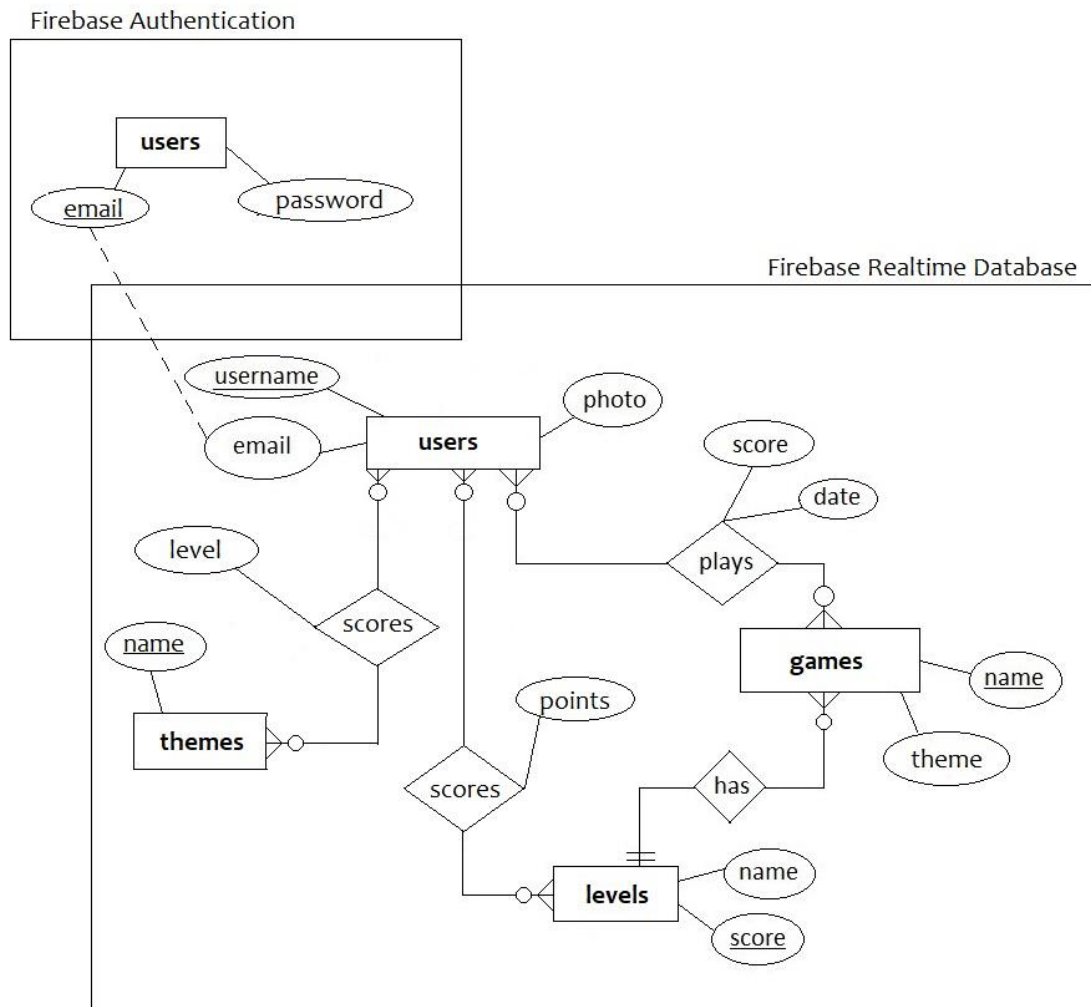 Firebase Authentication
users
email
password
Firebase Realtime Database
username
photo
email
users
score
date
level
plays
scores
name
games
name
points
themes
theme
scores
has
name
levels
score